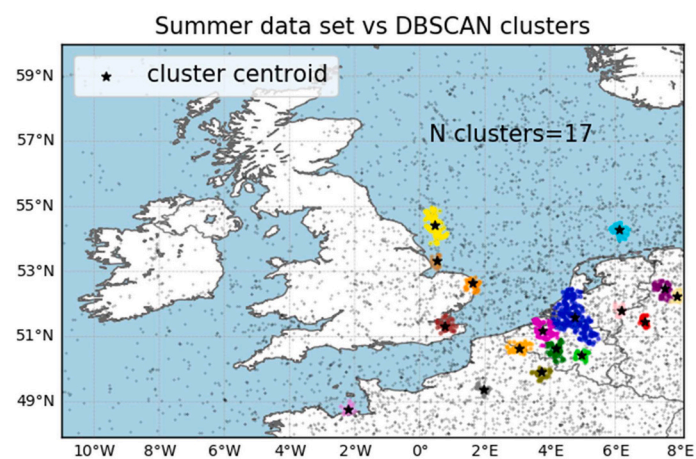 Summer data set vs DBSCAN clusters
cluster centroid
N clusters=17
59°N
57°N
55°N
53°N
51°N
49°N
10°W 8°W 6°W 4°W 2°W 0° 2°E 4°E 6°E 8°E